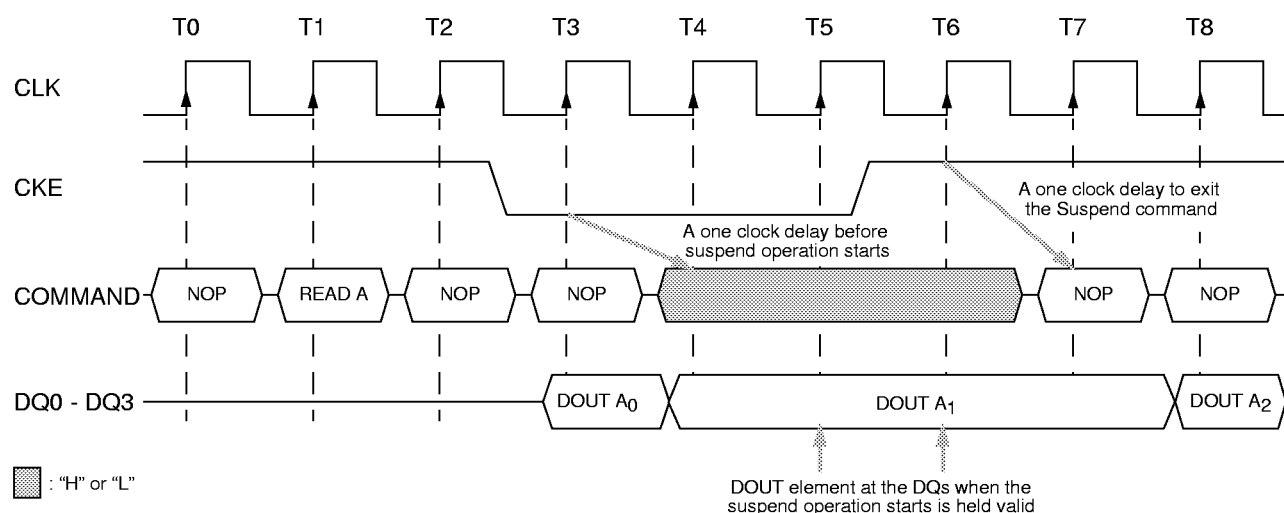 T0 T1 T2 T3 T4 T5 T6 T7 T8
CLK
CKE
A one clock delay to exit
the Suspend command
A one clock delay before
suspend operation starts
COMMAND NOP READ A NOP NOP NOP NOP
DQ0 - DQ3 DOUT A0 DOUT A1 DOUT A2
: “H” or “L”
DOUT element at the DQs when the
suspend operation starts is held valid